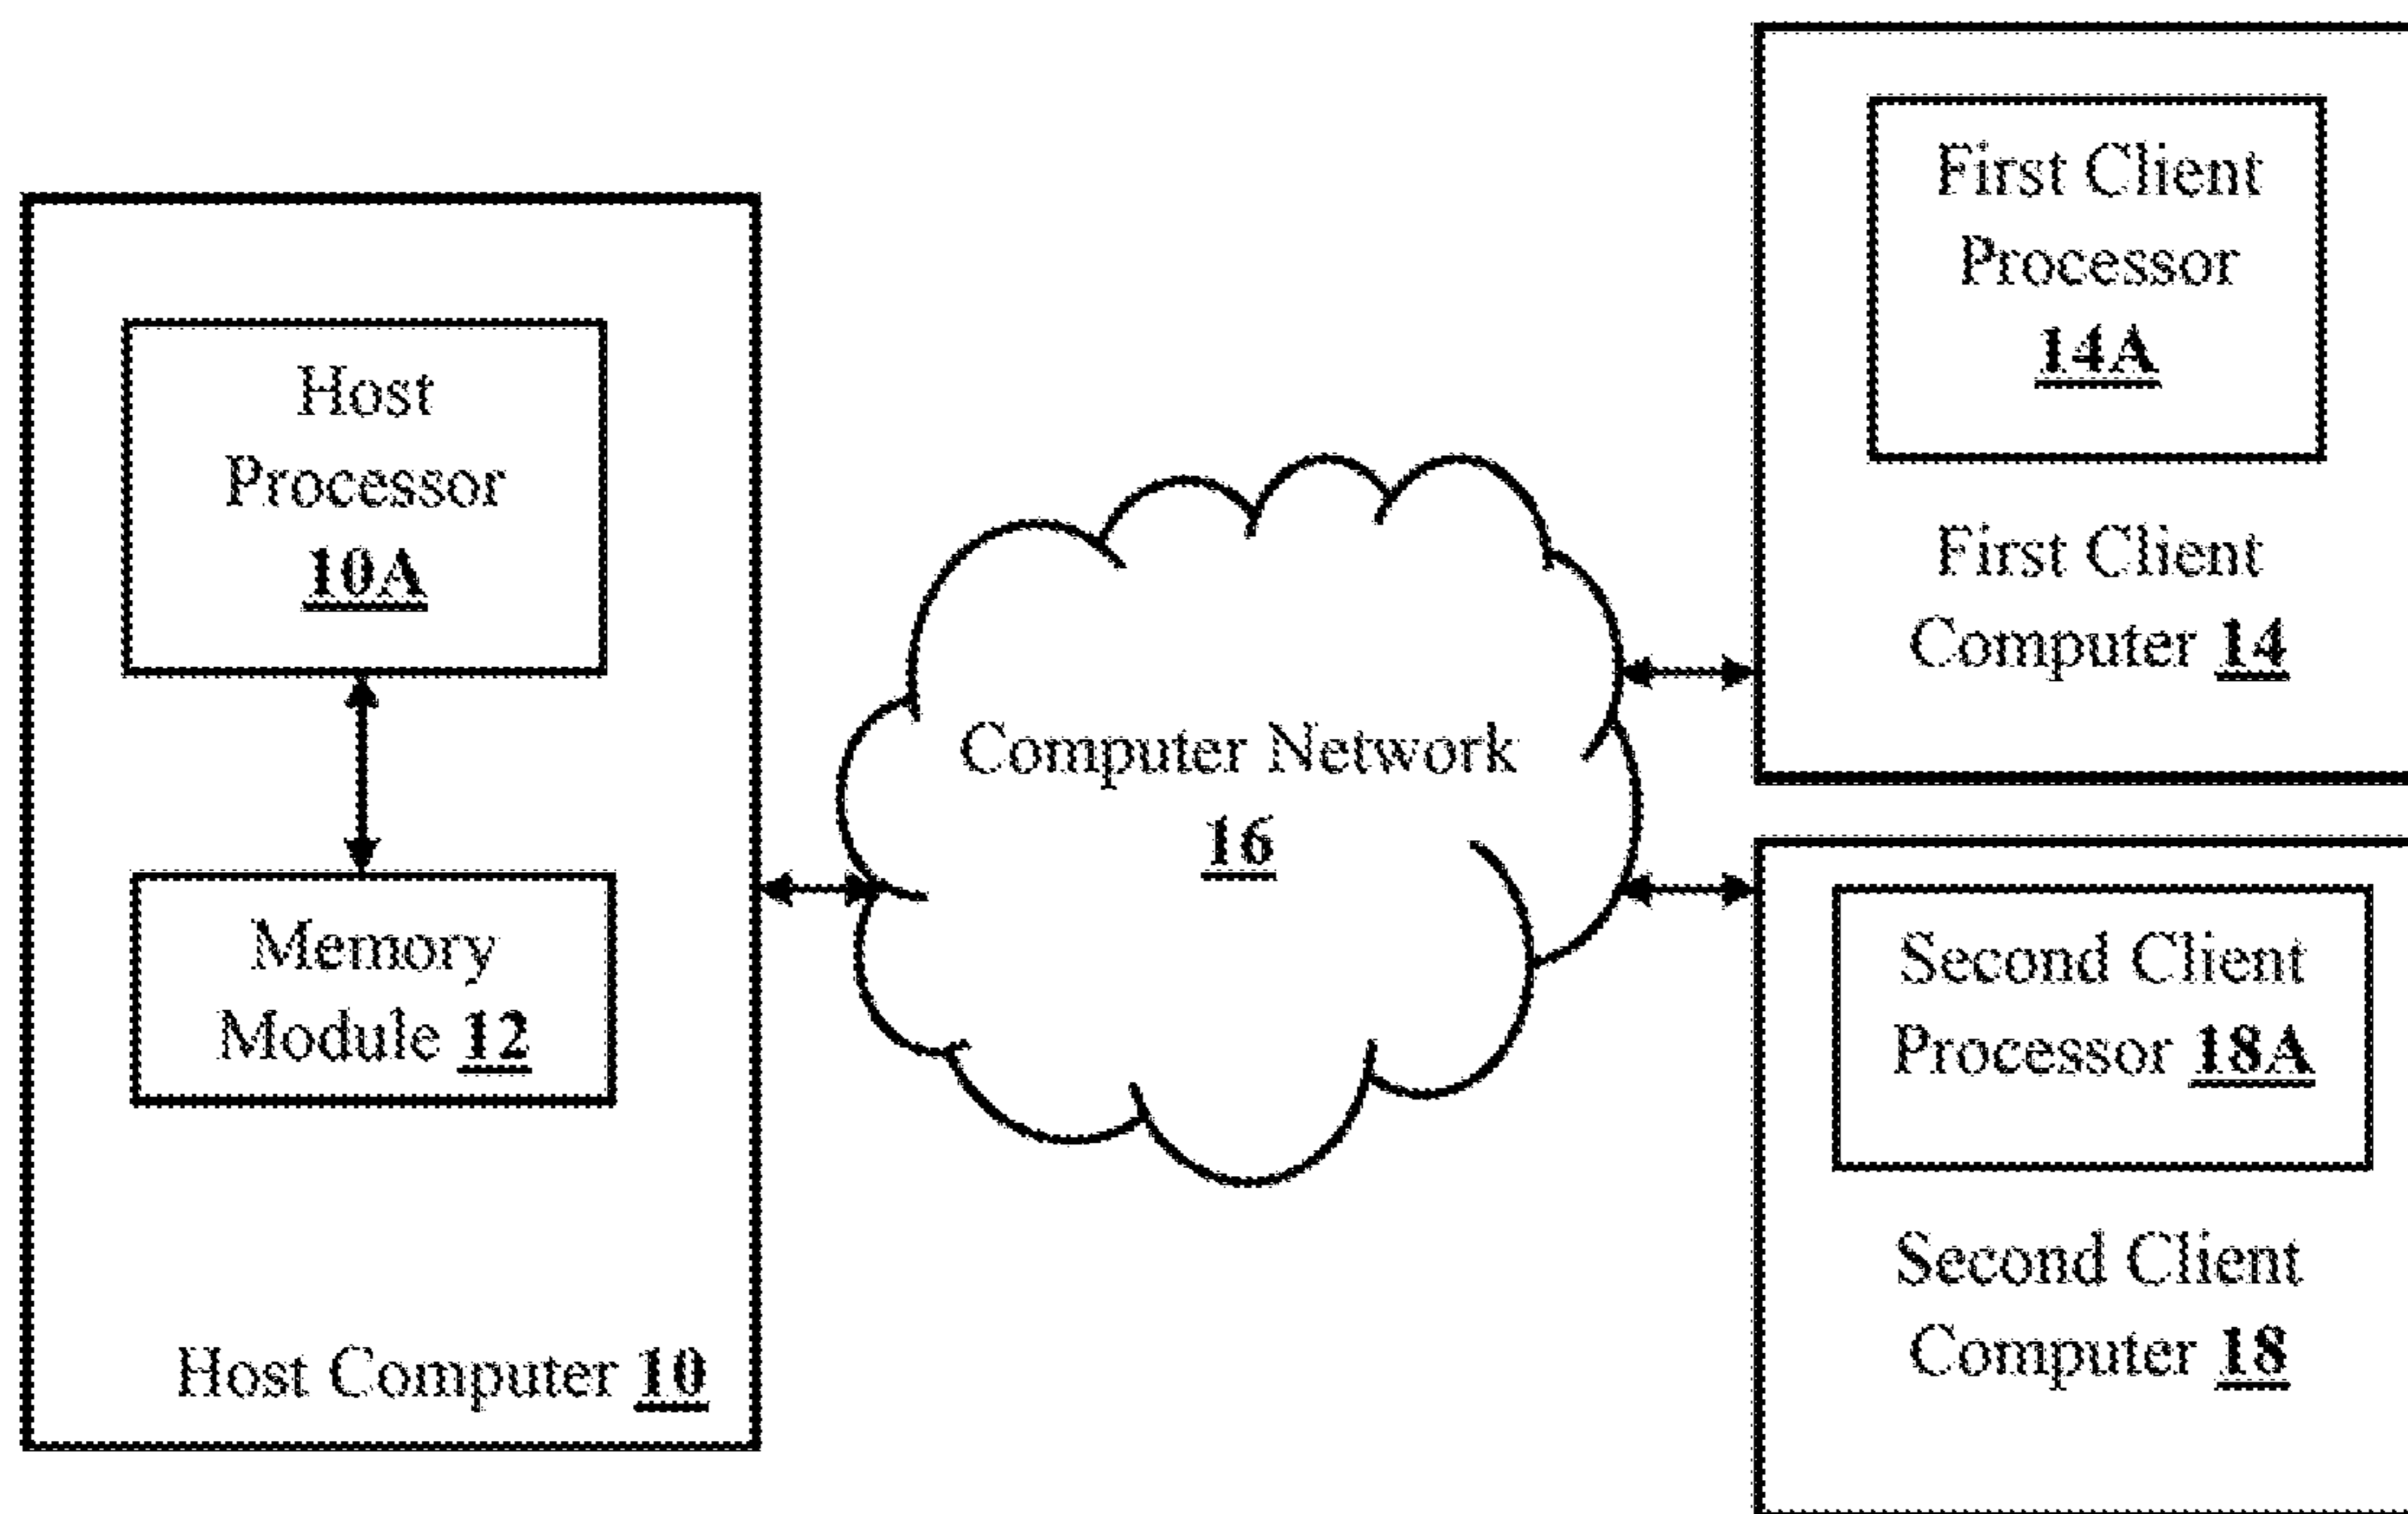 Host
Processor
10A
Memory
Module 12
Host Computer 10
Computer Network
16
First Client
Processor
14A
First Client
Computer 14
Second Client
Processor 18A
Second Client
Computer 18